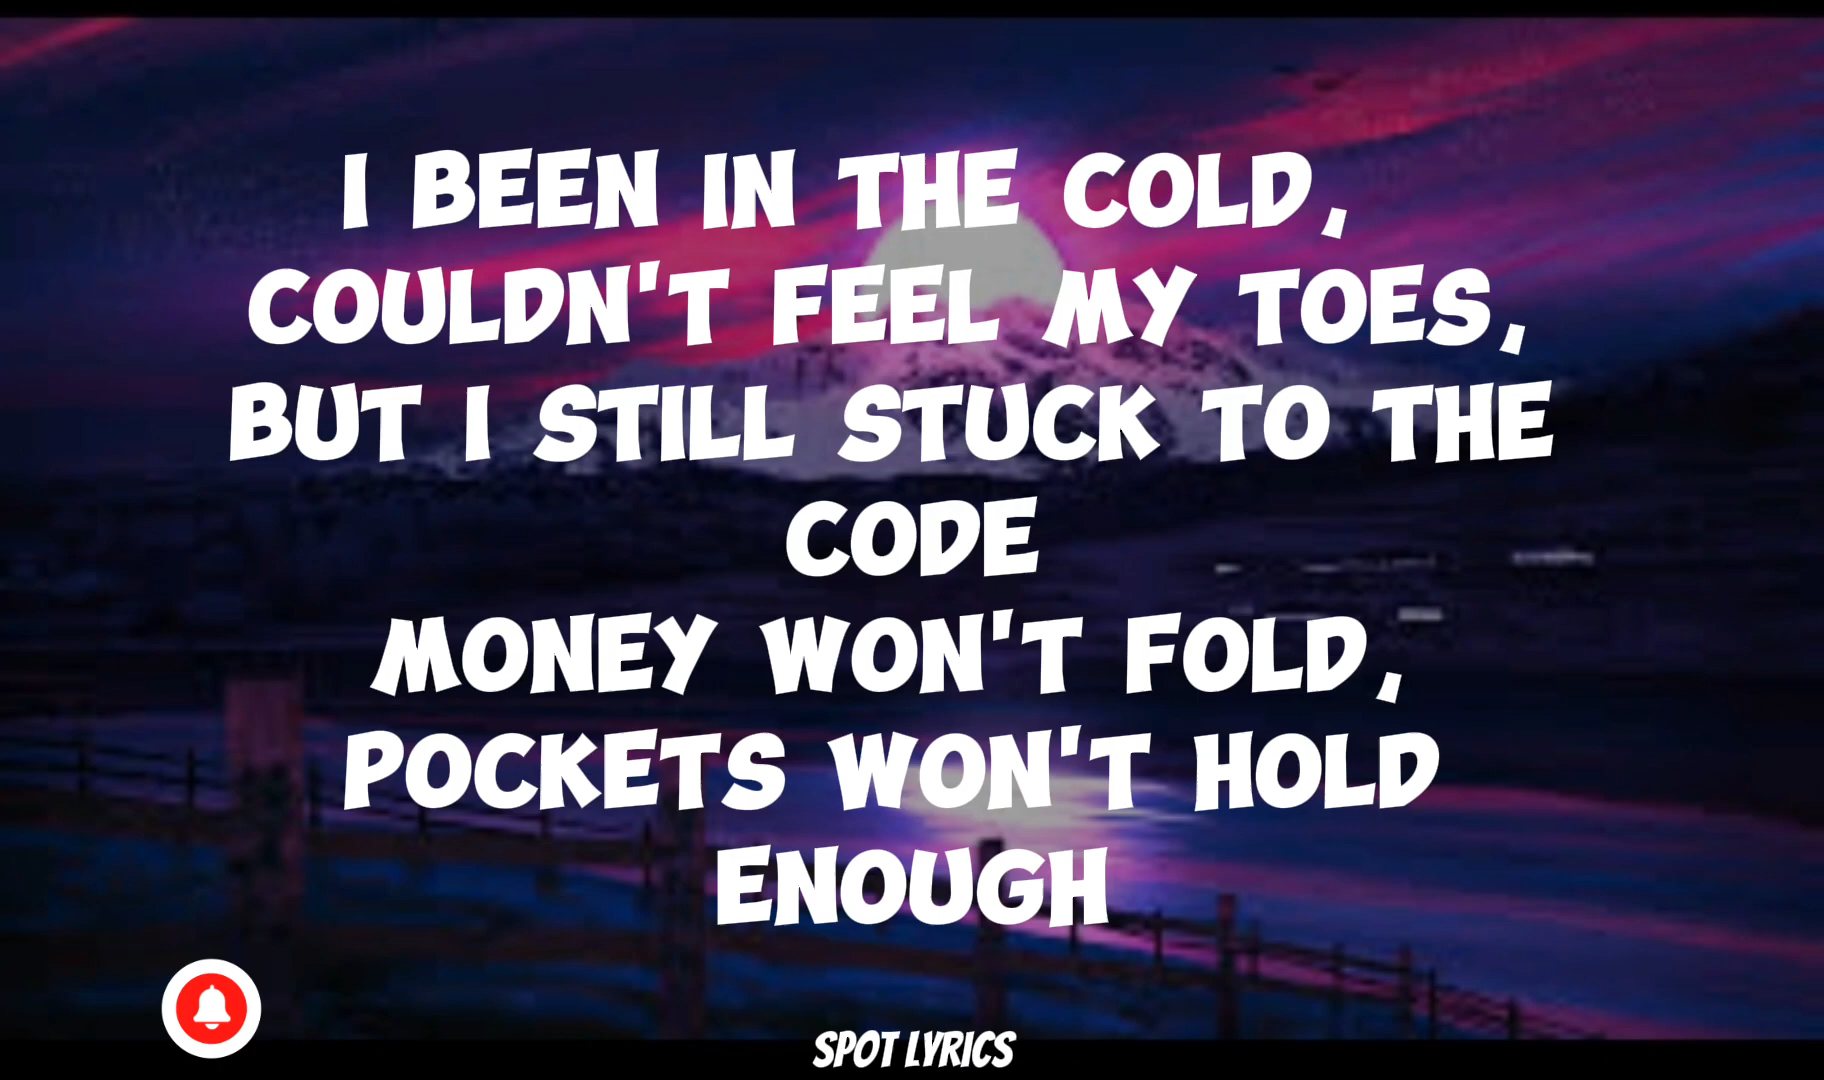 I BEEN IN THE COLD,
COULDN'T FEEL MY TOES,
BUT I STILL STUCK TO THE
CODE
MONEY WON'T FOLD,
POCKETS WON'T HOLD
ENOUGH
SPOT LYRICS